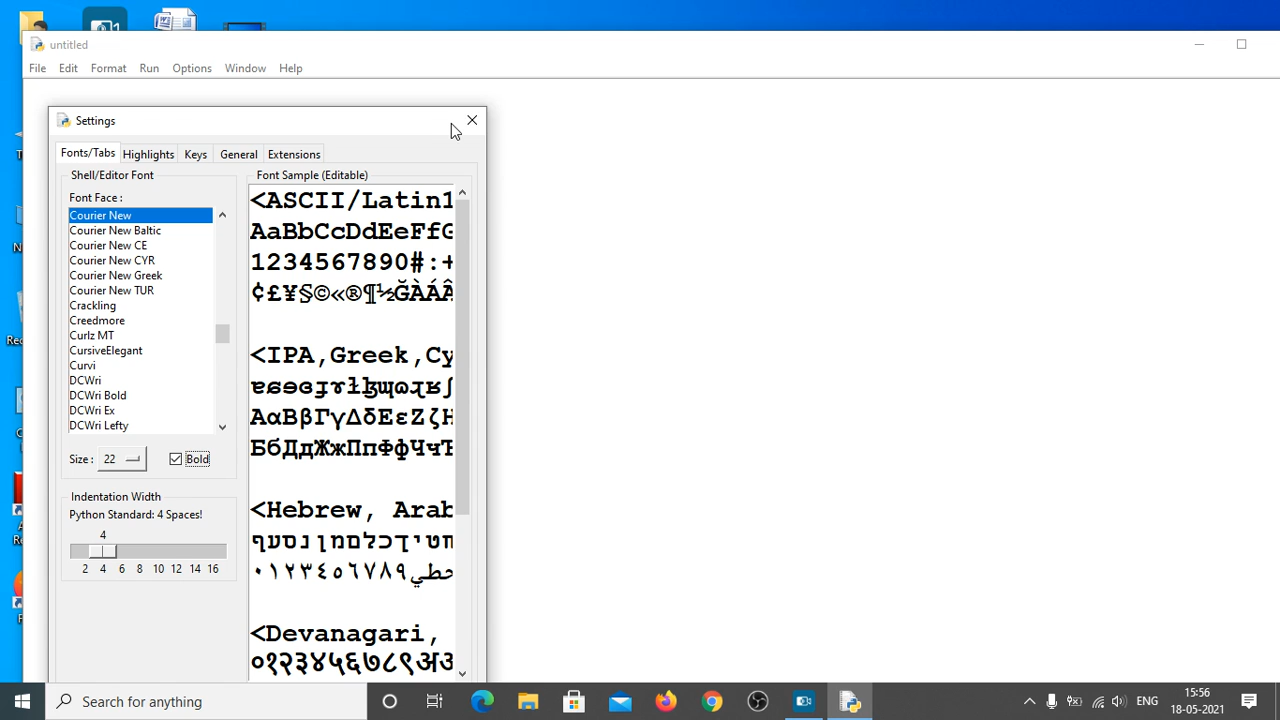 untitled
File Edit Format Run Options Window Help
Settings
Fonts/Tabs Highlights Keys General Extensions
Shell/Editor Font
Font Face :
Courier New
Courier New Baltic
Courier New CE
Courier New CYR
Courier New Greek
Courier New TUR
Crackling
Creedmore
Curlz MT
CursiveElegant
Curvi
DCWri
DCWri Bold
DCWri Ex
DCWri Lefty
Size : 22 Bold
Indentation Width
Python Standard: 4 Spaces!
4
2 4 6 8 10 12 14 16
Font Sample (Editable)
<ASCII/Latin1
AaBbCcDdEeFfG
1234567890#:+
¢£¥§©«®¶½ĞÀÁÂ
<IPA,Greek,Cy
ΑαΒβΓγΔδΕεΖζΗ
БбДдЖжПпФфЧчЪ
<Hebrew, Arab
٠١٢٣٤٥٦٧٨٩
<Devanagari,
०१२३४५६७८९अ
Search for anything
ENG
15:56
18-05-2021